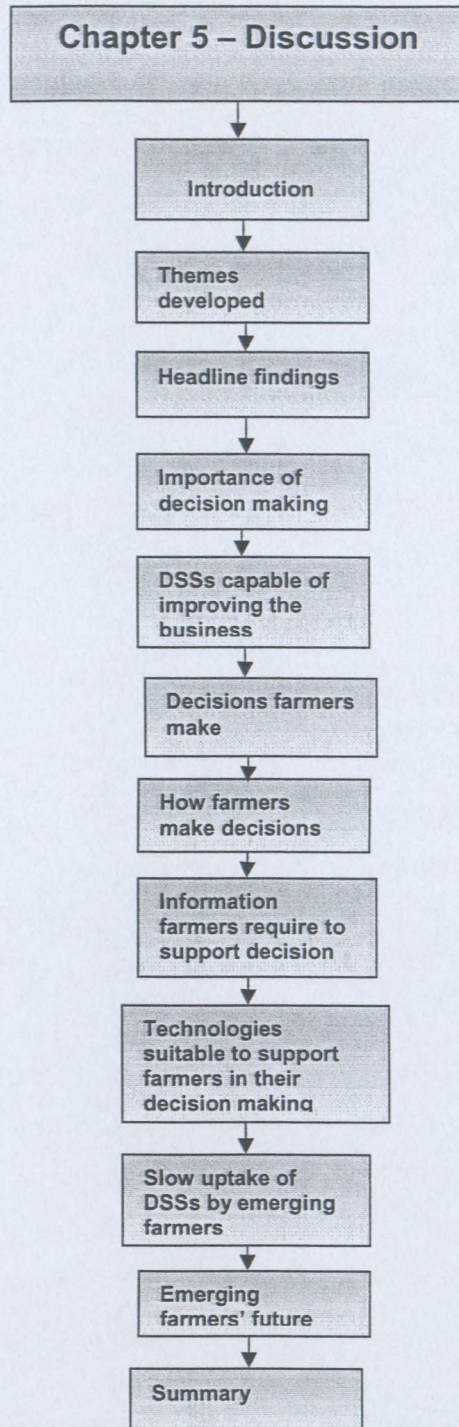 Chapter 5 – Discussion
Introduction
Themes
developed
Headline findings
Importance of
decision making
DSSs capable of
improving the
business
Decisions farmers
make
How farmers
make decisions
Information
farmers require to
support decision
Technologies
suitable to support
farmers in their
decision making
Slow uptake of
DSSs by emerging
farmers
Emerging
farmers' future
Summary